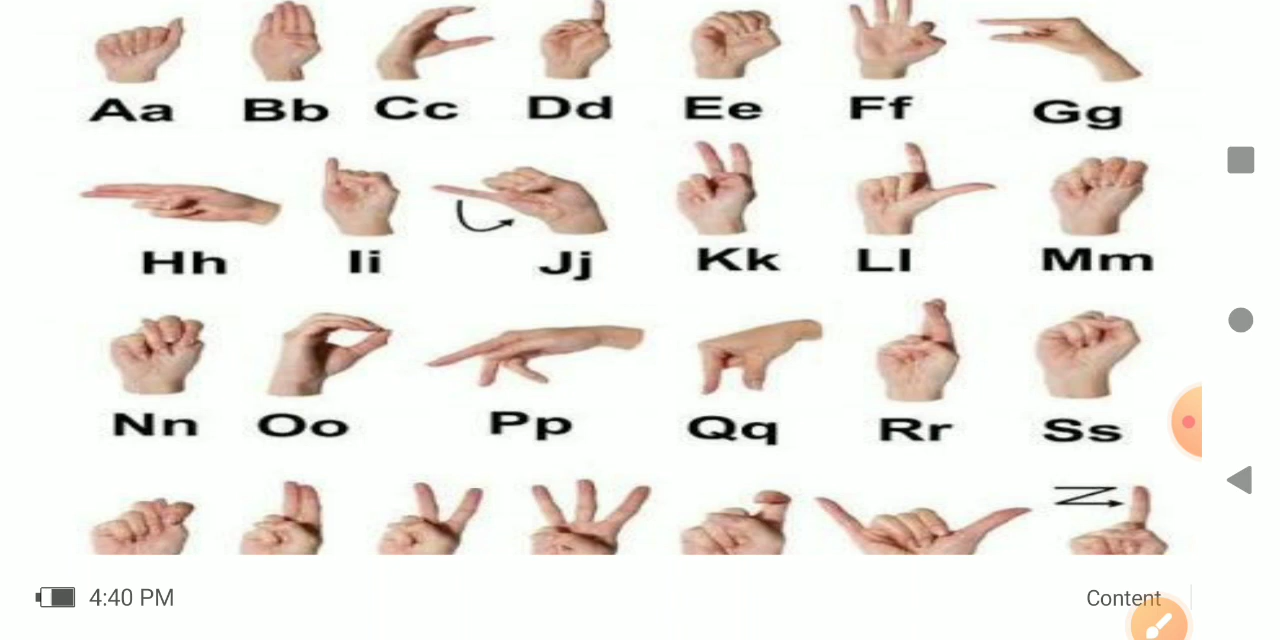 Aa Bb Cc Dd Ee Ff Gg
Hh Ii Jj Kk Ll Mm
Nn Oo Pp Qq Rr Ss
Z
4:40 PM Content